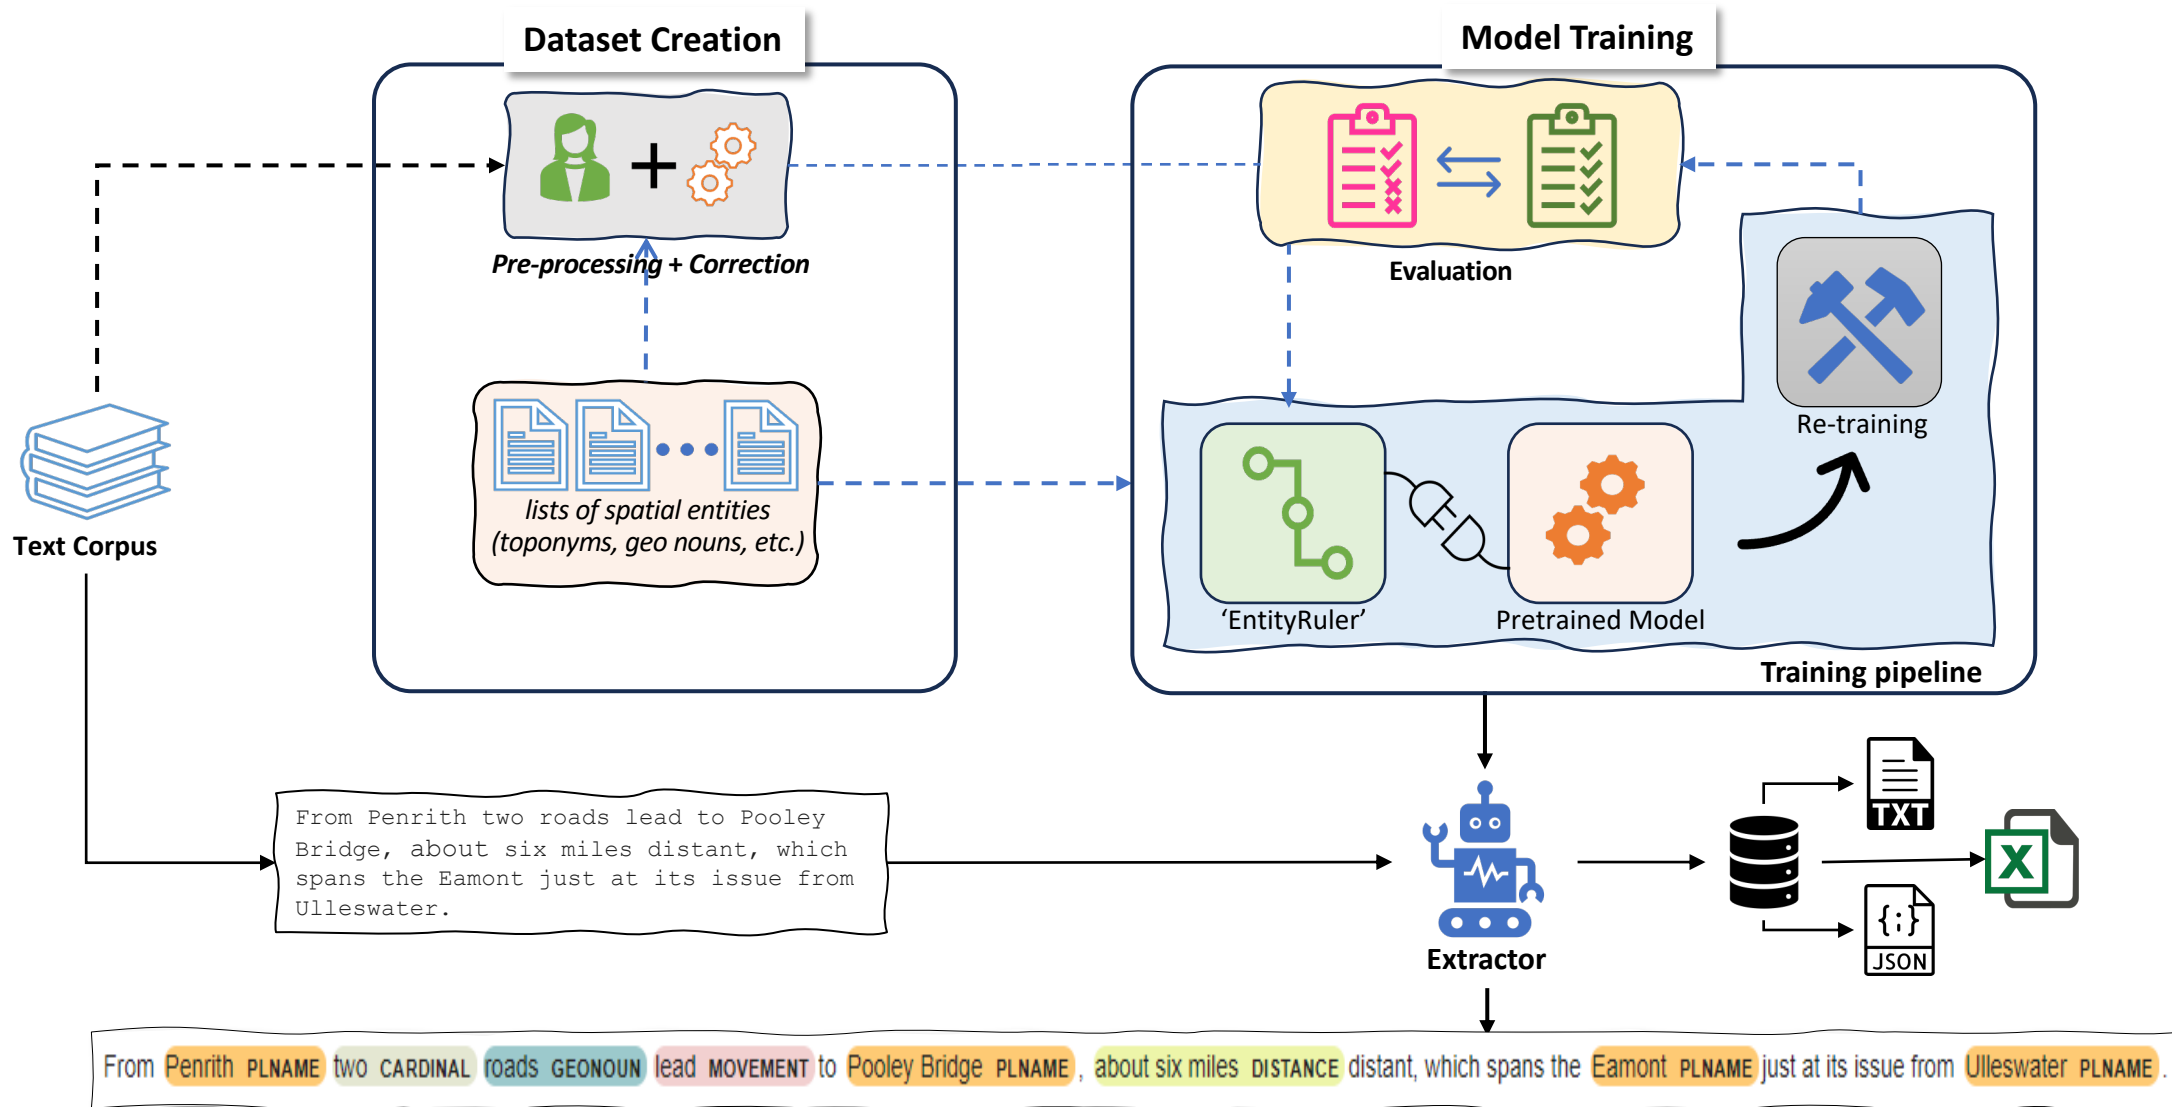 Dataset Creation
Model Training
Pre-processing + Correction
Evaluation
Re-training
lists of spatial entities
(toponyms, geo nouns, etc.)
Text Corpus
‘EntityRuler’
Pretrained Model
Training pipeline
From Penrith two roads lead to Pooley
Bridge, about six miles distant, which
spans the Eamont just at its issue from
Ulleswater.
TXT
X
{;}
JSON
Extractor
From Penrith PLNAME two CARDINAL roads GEONOUN lead MOVEMENT to Pooley Bridge PLNAME , about six miles DISTANCE distant, which spans the Eamont PLNAME just at its issue from Ulleswater PLNAME .